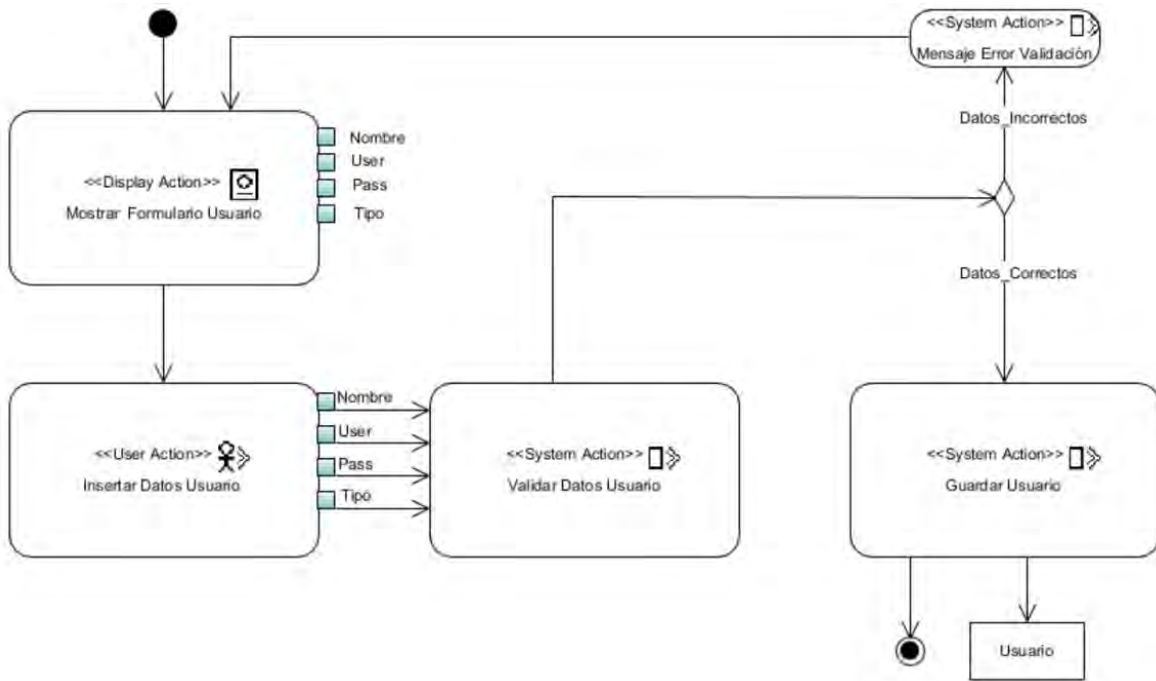 <<System Action>>
Mensaje Error Validación
Datos_Incorrectos
Nombre
User
Pass
Tipo
<<Display Action>>
Mostrar Formulario Usuario
Datos_Correctos
Nombre
User
Pass
Tipo
<<User Action>>
Insertar Datos Usuario
<<System Action>>
Validar Datos Usuario
<<System Action>>
Guardar Usuario
Usuario